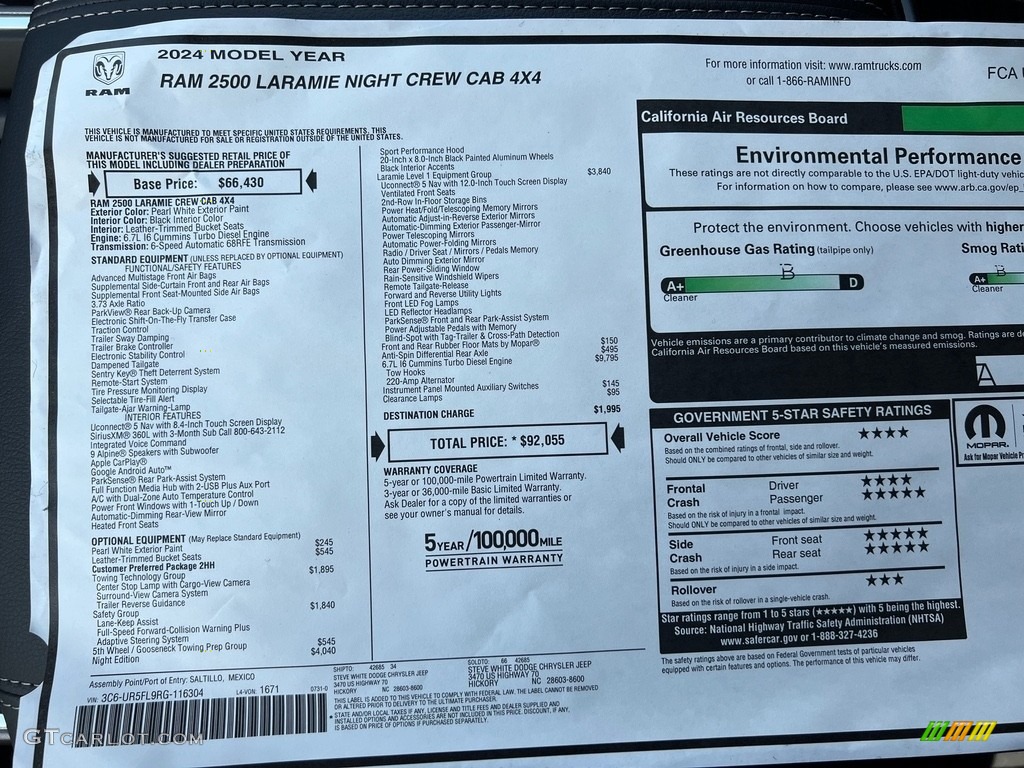 2024 MODEL YEAR
RAM 2500 LARAMIE NIGHT CREW CAB 4X4
RAM
For more information visit: www.ramtrucks.com
or call 1-866-RAMINFO
FCA
THIS VEHICLE IS MANUFACTURED TO MEET SPECIFIC UNITED STATES REQUIREMENTS. THIS
VEHICLE IS NOT MANUFACTURED FOR SALE OR REGISTRATION OUTSIDE OF THE UNITED STATES.
MANUFACTURER'S SUGGESTED RETAIL PRICE OF
THIS MODEL INCLUDING DEALER PREPARATION
Base Price: $66,430
RAM 2500 LARAMIE CREW CAB 4X4
Exterior Color: Pearl White Exterior Paint
Interior Color: Black Interior Color
Interior: Leather-Trimmed Bucket Seats
Engine: 6.7L I6 Cummins Turbo Diesel Engine
Transmission: 6-Speed Automatic 68RFE Transmission
STANDARD EQUIPMENT (UNLESS REPLACED BY OPTIONAL EQUIPMENT)
FUNCTIONAL/SAFETY FEATURES
Advanced Multistage Front Air Bags
Supplemental Side-Curtain Front and Rear Air Bags
Supplemental Front Seat-Mounted Side Air Bags
3.73 Axle Ratio
ParkView® Rear Back-Up Camera
Electronic Shift-On-The-Fly Transfer Case
Traction Control
Trailer Sway Damping
Trailer Brake Controller
Electronic Stability Control
Dampened Tailgate
Sentry Key® Theft Deterrent System
Remote-Start System
Tire Pressure Monitoring Display
Selectable Tire-Fill Alert
Tailgate-Ajar Warning-Lamp
INTERIOR FEATURES
Uconnect® 5 Nav with 8.4-Inch Touch Screen Display
SiriusXM® 360L with 3-Month Sub Call 800-643-2112
Integrated Voice Command
9 Alpine® Speakers with Subwoofer
Apple CarPlay®
Google Android Auto™
ParkSense® Rear Park-Assist System
Full Function Media Hub with 2-USB Plus Aux Port
A/C with Dual-Zone Auto Temperature Control
Power Front Windows with 1-Touch Up / Down
Automatic-Dimming Rear-View Mirror
Heated Front Seats
OPTIONAL EQUIPMENT (May Replace Standard Equipment)
Pearl White Exterior Paint $245
Leather-Trimmed Bucket Seats $545
Customer Preferred Package 2HH
Towing Technology Group $1,895
Center Stop Lamp with Cargo-View Camera
Surround-View Camera System
Trailer Reverse Guidance
Safety Group $1,840
Lane-Keep Assist
Full-Speed Forward-Collision Warning Plus
Adaptive Steering System
5th Wheel / Gooseneck Towing Prep Group $545
Night Edition $4,040
Sport Performance Hood
20-Inch x 8.0-Inch Black Painted Aluminum Wheels
Black Interior Accents
Laramie Level 1 Equipment Group $3,840
Uconnect® 5 Nav with 12.0-Inch Touch Screen Display
Ventilated Front Seats
2nd-Row In-Floor Storage Bins
Power Heat/Fold/Telescoping Memory Mirrors
Automatic Adjust-in-Reverse Exterior Mirrors
Automatic-Dimming Exterior Passenger-Mirror
Power Telescoping Mirrors
Automatic Power-Folding Mirrors
Radio / Driver Seat / Mirrors / Pedals Memory
Auto Dimming Exterior Mirror
Rear Power-Sliding Window
Rain-Sensitive Windshield Wipers
Remote Tailgate-Release
Forward and Reverse Utility Lights
Front LED Fog Lamps
LED Reflector Headlamps
ParkSense® Front and Rear Park-Assist System
Power Adjustable Pedals with Memory
Blind-Spot with Tag-Trailer & Cross-Path Detection
Front and Rear Rubber Floor Mats by Mopar® $150
Anti-Spin Differential Rear Axle $495
6.7L I6 Cummins Turbo Diesel Engine $9,795
Tow Hooks
220-Amp Alternator
Instrument Panel Mounted Auxiliary Switches $145
Clearance Lamps $95
DESTINATION CHARGE $1,995
TOTAL PRICE: * $92,055
WARRANTY COVERAGE
5-year or 100,000-mile Powertrain Limited Warranty.
3-year or 36,000-mile Basic Limited Warranty.
Ask Dealer for a copy of the limited warranties or
see your owner's manual for details.
5 YEAR/100,000 MILE
POWERTRAIN WARRANTY
California Air Resources Board
Environmental Performance
These ratings are not directly comparable to the U.S. EPA/DOT light-duty vehic
For information on how to compare, please see www.arb.ca.gov/ep_
Protect the environment. Choose vehicles with higher
Greenhouse Gas Rating (tailpipe only)
Smog Rati
B
A+ D
Cleaner
B
A+
Cleaner
Vehicle emissions are a primary contributor to climate change and smog. Ratings are de
California Air Resources Board based on this vehicle's measured emissions.
A
GOVERNMENT 5-STAR SAFETY RATINGS
Overall Vehicle Score ★★★★
Based on the combined ratings of frontal, side and rollover.
Should ONLY be compared to other vehicles of similar size and weight.
Frontal Crash
Driver ★★★★
Passenger ★★★★★
Based on the risk of injury in a frontal impact.
Should ONLY be compared to other vehicles of similar size and weight.
Side Crash
Front seat ★★★★★
Rear seat ★★★★★
Based on the risk of injury in a side impact.
Rollover ★★★
Based on the risk of rollover in a single-vehicle crash.
Star ratings range from 1 to 5 stars (★★★★★) with 5 being the highest.
Source: National Highway Traffic Safety Administration (NHTSA)
www.safercar.gov or 1-888-327-4236
The safety ratings above are based on Federal Government tests of particular vehicles
equipped with certain features and options. The performance of this vehicle may differ.
MOPAR
Ask for Mopar Vehicle Pr
Assembly Point/Port of Entry: SALTILLO, MEXICO
VIN: 3C6-UR5FL9RG-116304 L4-VON: 1671 0731-0
SHIPTO: 42685 34
STEVE WHITE DODGE CHRYSLER JEEP
3470 US HIGHWAY 70
HICKORY NC 28603-8600
SOLDTO: 66 42685
STEVE WHITE DODGE CHRYSLER JEEP
3470 US HIGHWAY 70
HICKORY NC 28603-8600
THIS LABEL IS ADDED TO THIS VEHICLE TO COMPLY WITH FEDERAL LAW. THE LABEL CANNOT BE REMOVED
OR ALTERED PRIOR TO DELIVERY TO THE ULTIMATE PURCHASER.
* STATE AND/OR LOCAL TAXES IF ANY, LICENSE AND TITLE FEES AND DEALER SUPPLIED AND
INSTALLED OPTIONS AND ACCESSORIES ARE NOT INCLUDED IN THIS PRICE. DISCOUNT, IF ANY,
IS BASED ON PRICE OF OPTIONS IF PURCHASED SEPARATELY.
GTCarLot.com